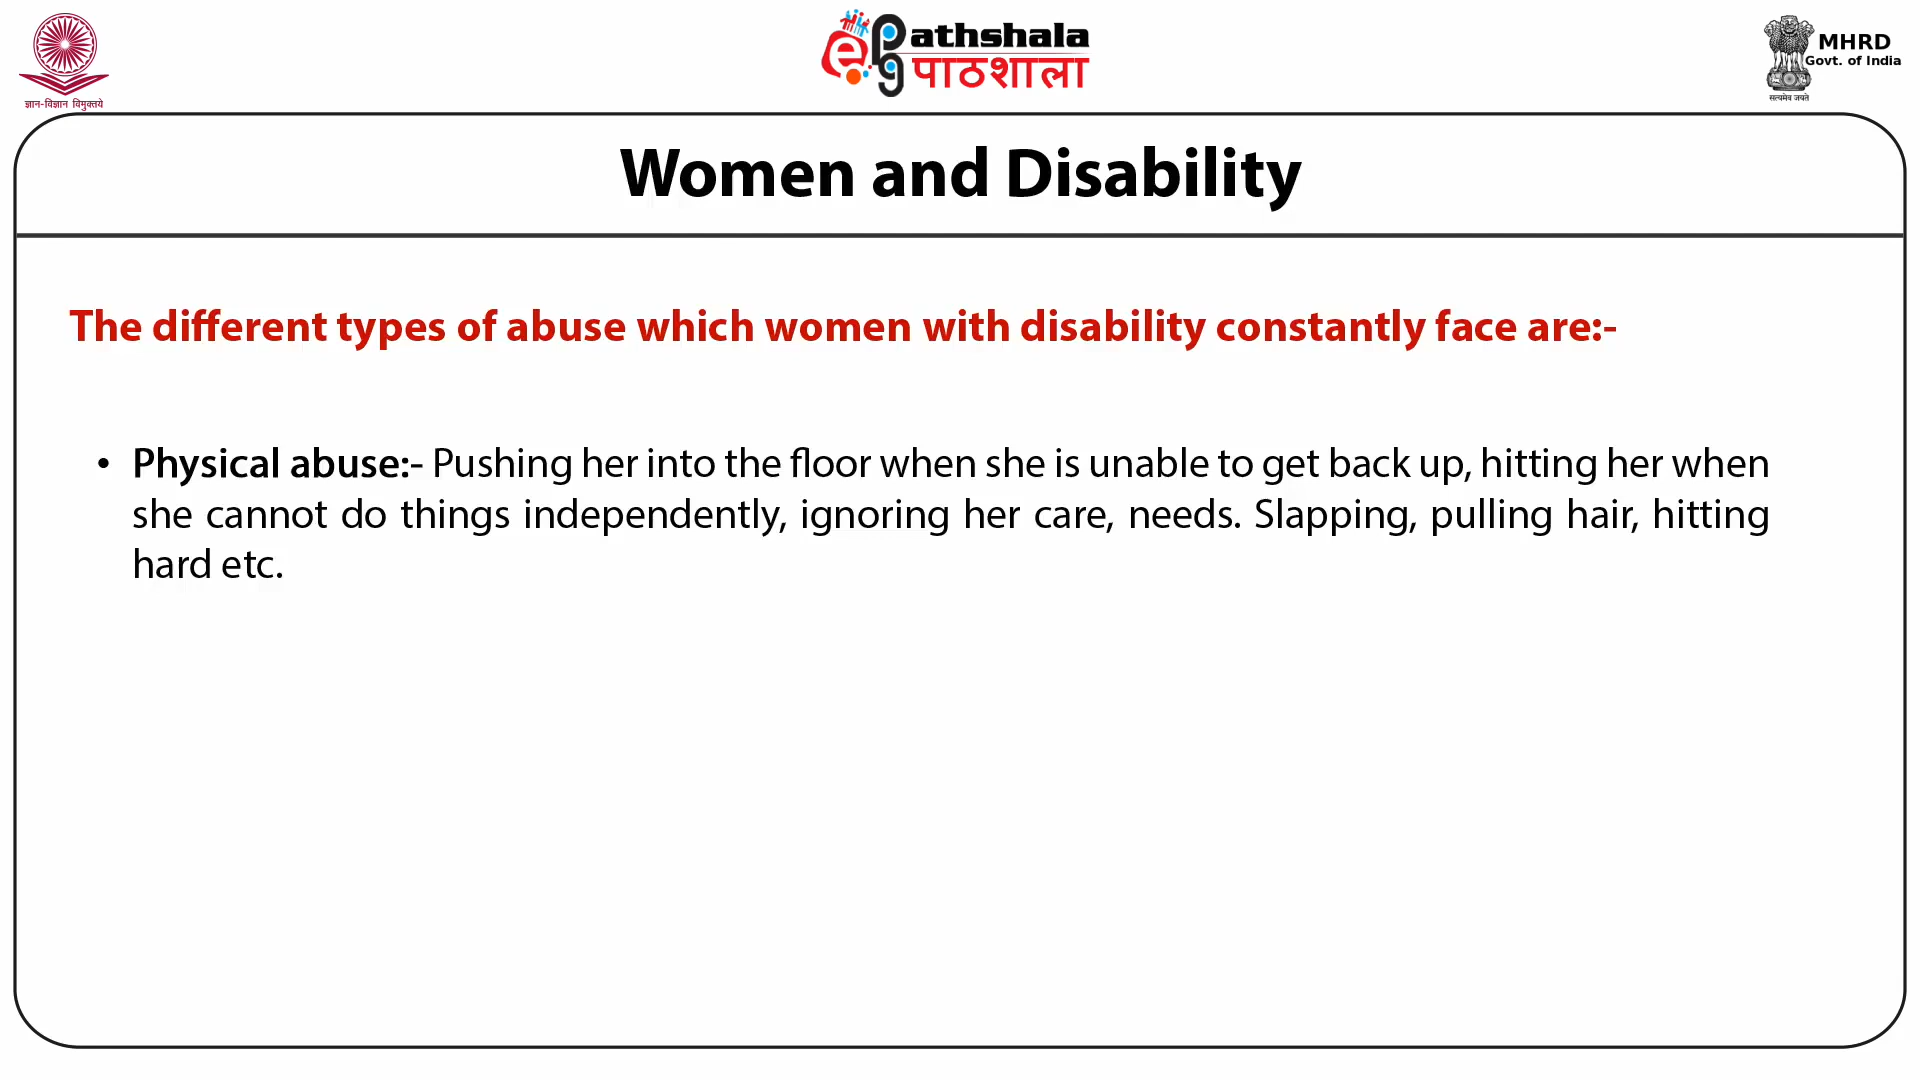 ज्ञान-विज्ञान विमुक्तये
e PG athshala
पाठशाला
MHRD
Govt. of India
सत्यमेव जयते
Women and Disability
The different types of abuse which women with disability constantly face are:-
• Physical abuse:- Pushing her into the floor when she is unable to get back up, hitting her when
she cannot do things independently, ignoring her care, needs. Slapping, pulling hair, hitting
hard etc.